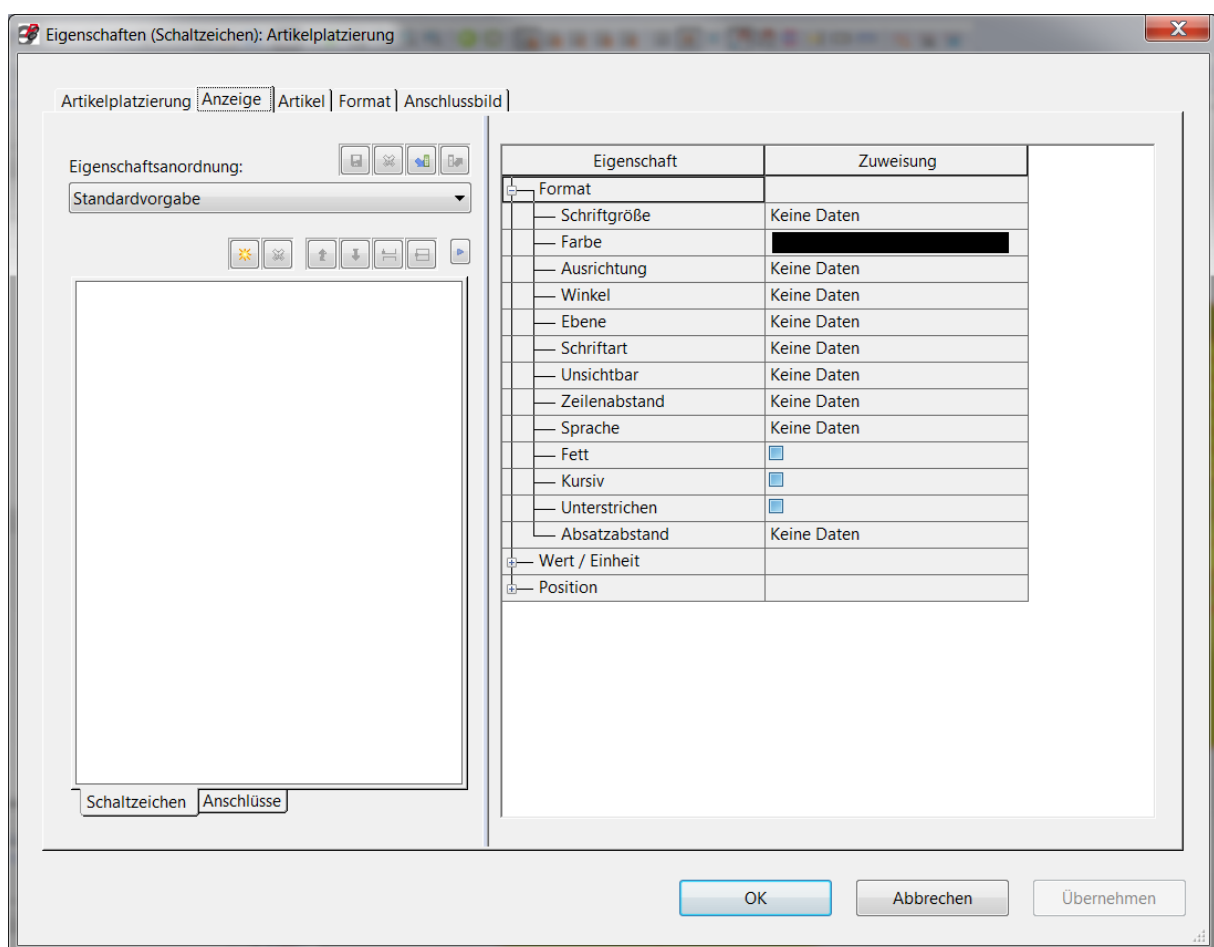 Eigenschaften (Schaltzeichen): Artikelplatzierung
Artikelplatzierung Anzeige Artikel Format Anschlussbild
Eigenschaftsanordnung:
Standardvorgabe
Schaltzeichen Anschlüsse
Eigenschaft Zuweisung
Format
Schriftgröße Keine Daten
Farbe
Ausrichtung Keine Daten
Winkel Keine Daten
Ebene Keine Daten
Schriftart Keine Daten
Unsichtbar Keine Daten
Zeilenabstand Keine Daten
Sprache Keine Daten
Fett
Kursiv
Unterstrichen
Absatzabstand Keine Daten
Wert / Einheit
Position
OK Abbrechen Übernehmen